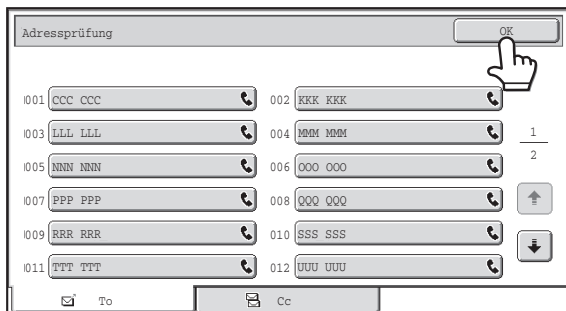 Adressprüfung OK
001 CCC CCC 002 KKK KKK
003 LLL LLL 004 MMM MMM
1
005 NNN NNN 006 OOO OOO
2
007 PPP PPP 008 QQQ QQQ
009 RRR RRR 010 SSS SSS
011 TTT TTT 012 UUU UUU
To Cc